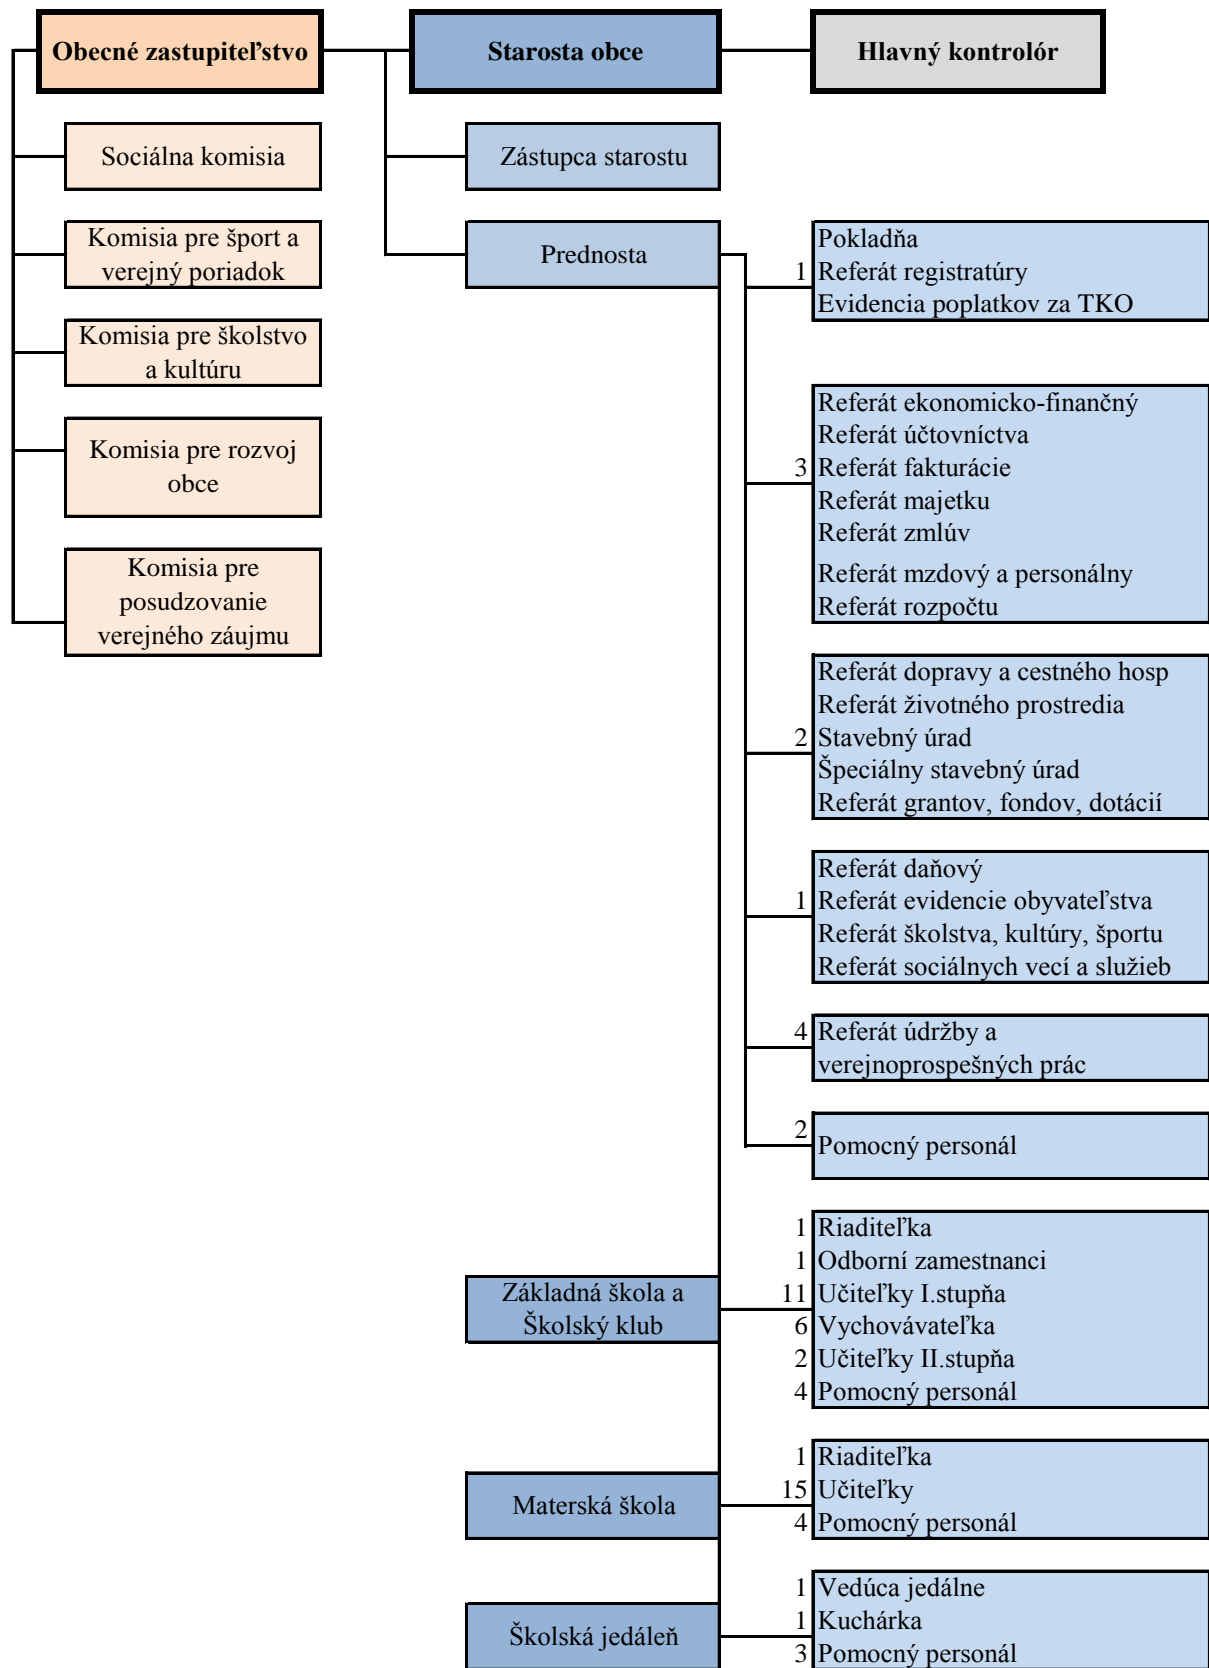 Obecné zastupiteľstvo
Starosta obce
Hlavný kontrolór
Sociálna komisia
Zástupca starostu
Komisia pre šport a
verejný poriadok
Prednosta
Pokladňa
1 Referát registratúry
Evidencia poplatkov za TKO
Komisia pre školstvo
a kultúru
Komisia pre rozvoj
obce
Komisia pre
posudzovanie
verejného záujmu
Referát ekonomicko-finančný
Referát účtovníctva
3 Referát fakturácie
Referát majetku
Referát zmlúv
Referát mzdový a personálny
Referát rozpočtu
Referát dopravy a cestného hosp
Referát životného prostredia
2 Stavebný úrad
Špeciálny stavebný úrad
Referát grantov, fondov, dotácií
Referát daňový
1 Referát evidencie obyvateľstva
Referát školstva, kultúry, športu
Referát sociálnych vecí a služieb
4 Referát údržby a
verejnoprospešných prác
2 Pomocný personál
Základná škola a
Školský klub
1 Riaditeľka
1 Odborní zamestnanci
11 Učiteľky I.stupňa
6 Vychovávateľka
2 Učiteľky II.stupňa
4 Pomocný personál
Materská škola
1 Riaditeľka
15 Učiteľky
4 Pomocný personál
Školská jedáleň
1 Vedúca jedálne
1 Kuchárka
3 Pomocný personál